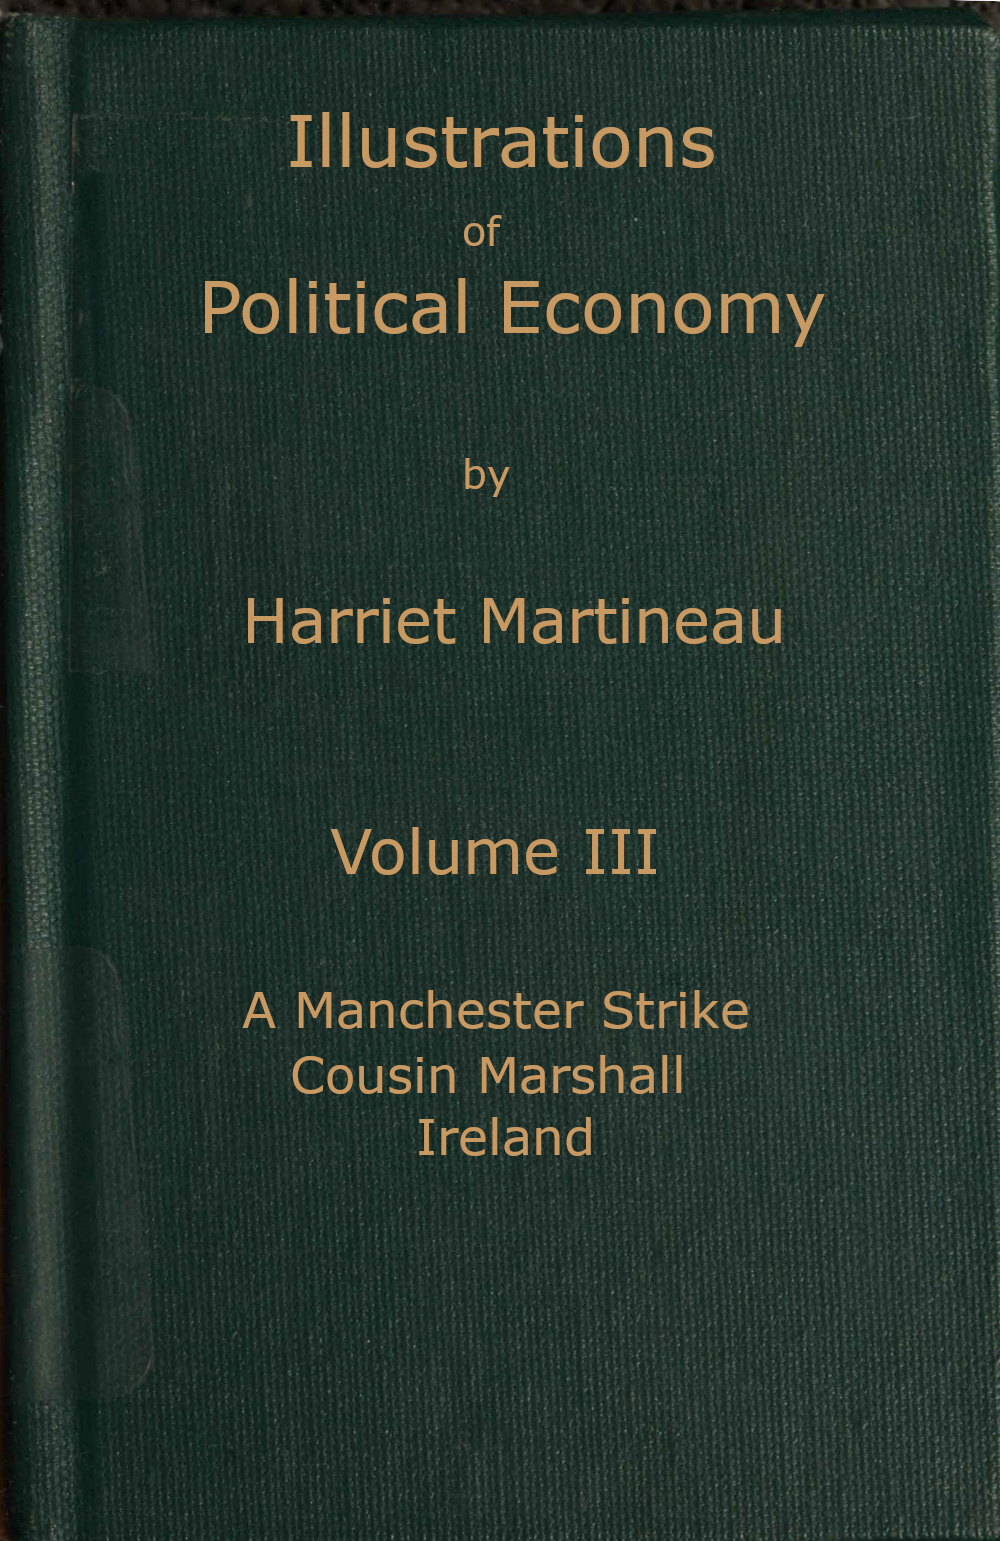 Illustrations
of
Political Economy
by
Harriet Martineau
Volume III
A Manchester Strike
Cousin Marshall
Ireland